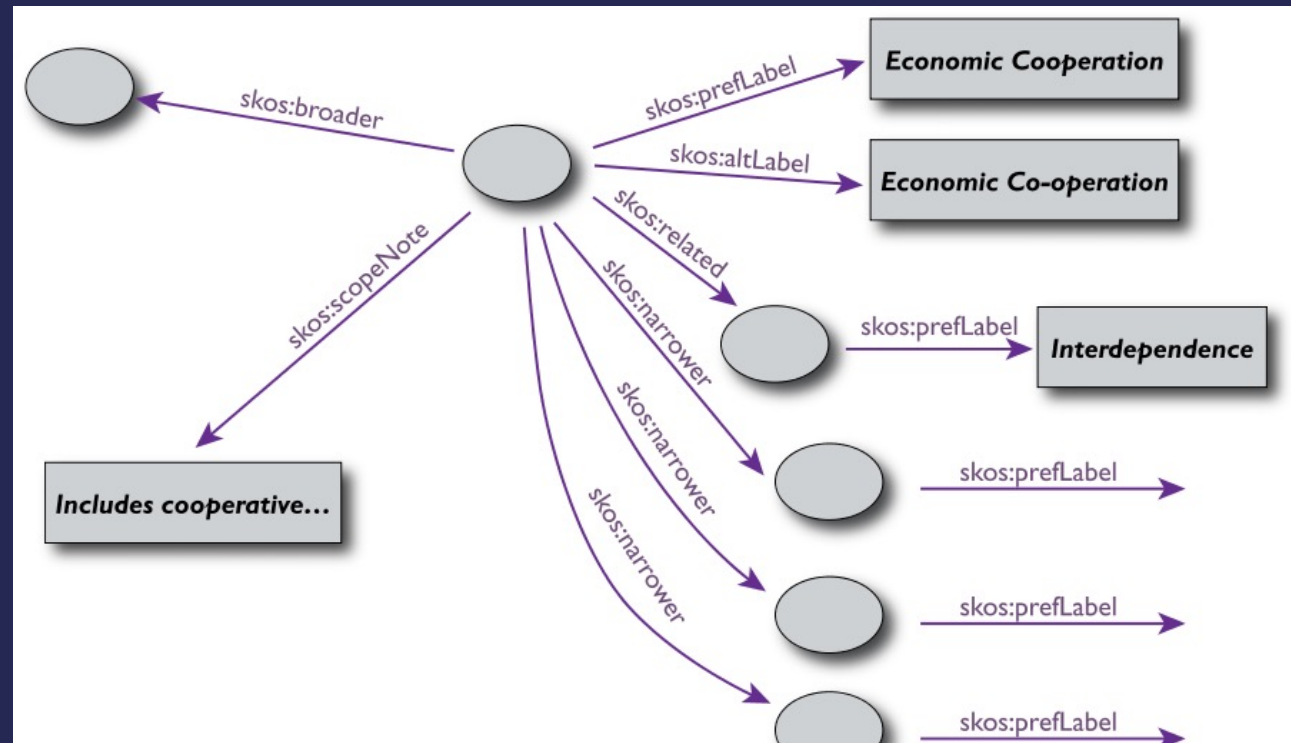 skos:broader
skos:prefLabel
Economic Cooperation
skos:altLabel
Economic Co-operation
skos:related
skos:scopeNote
skos:narrower
skos:prefLabel
Interdependence
skos:narrower
skos:narrower
Includes cooperative…
skos:prefLabel
skos:prefLabel
skos:prefLabel